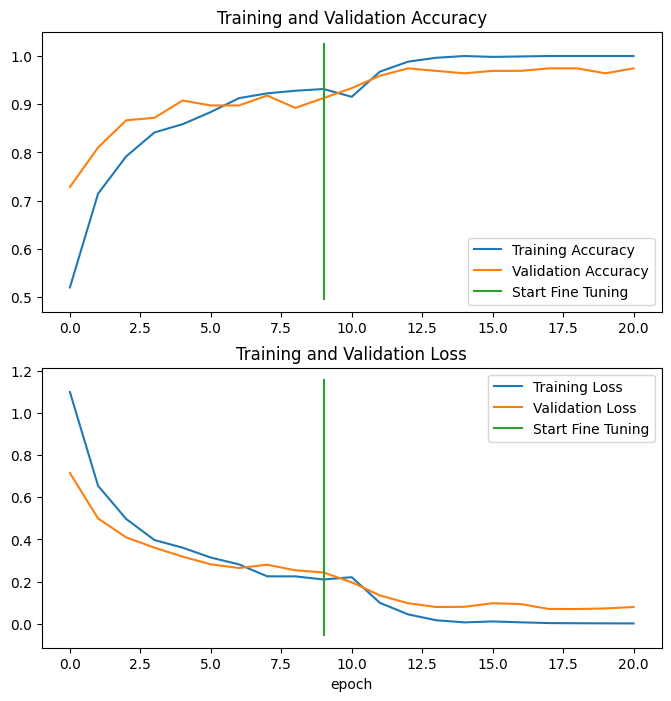 Training and Validation Accuracy
1.0
0.9
0.8
0.7
0.6
0.5
Training Accuracy
Validation Accuracy
Start Fine Tuning
0.0 2.5 5.0 7.5 10.0 12.5 15.0 17.5 20.0
Training and Validation Loss
1.2
1.0
0.8
0.6
0.4
0.2
0.0
Training Loss
Validation Loss
Start Fine Tuning
0.0 2.5 5.0 7.5 10.0 12.5 15.0 17.5 20.0
epoch